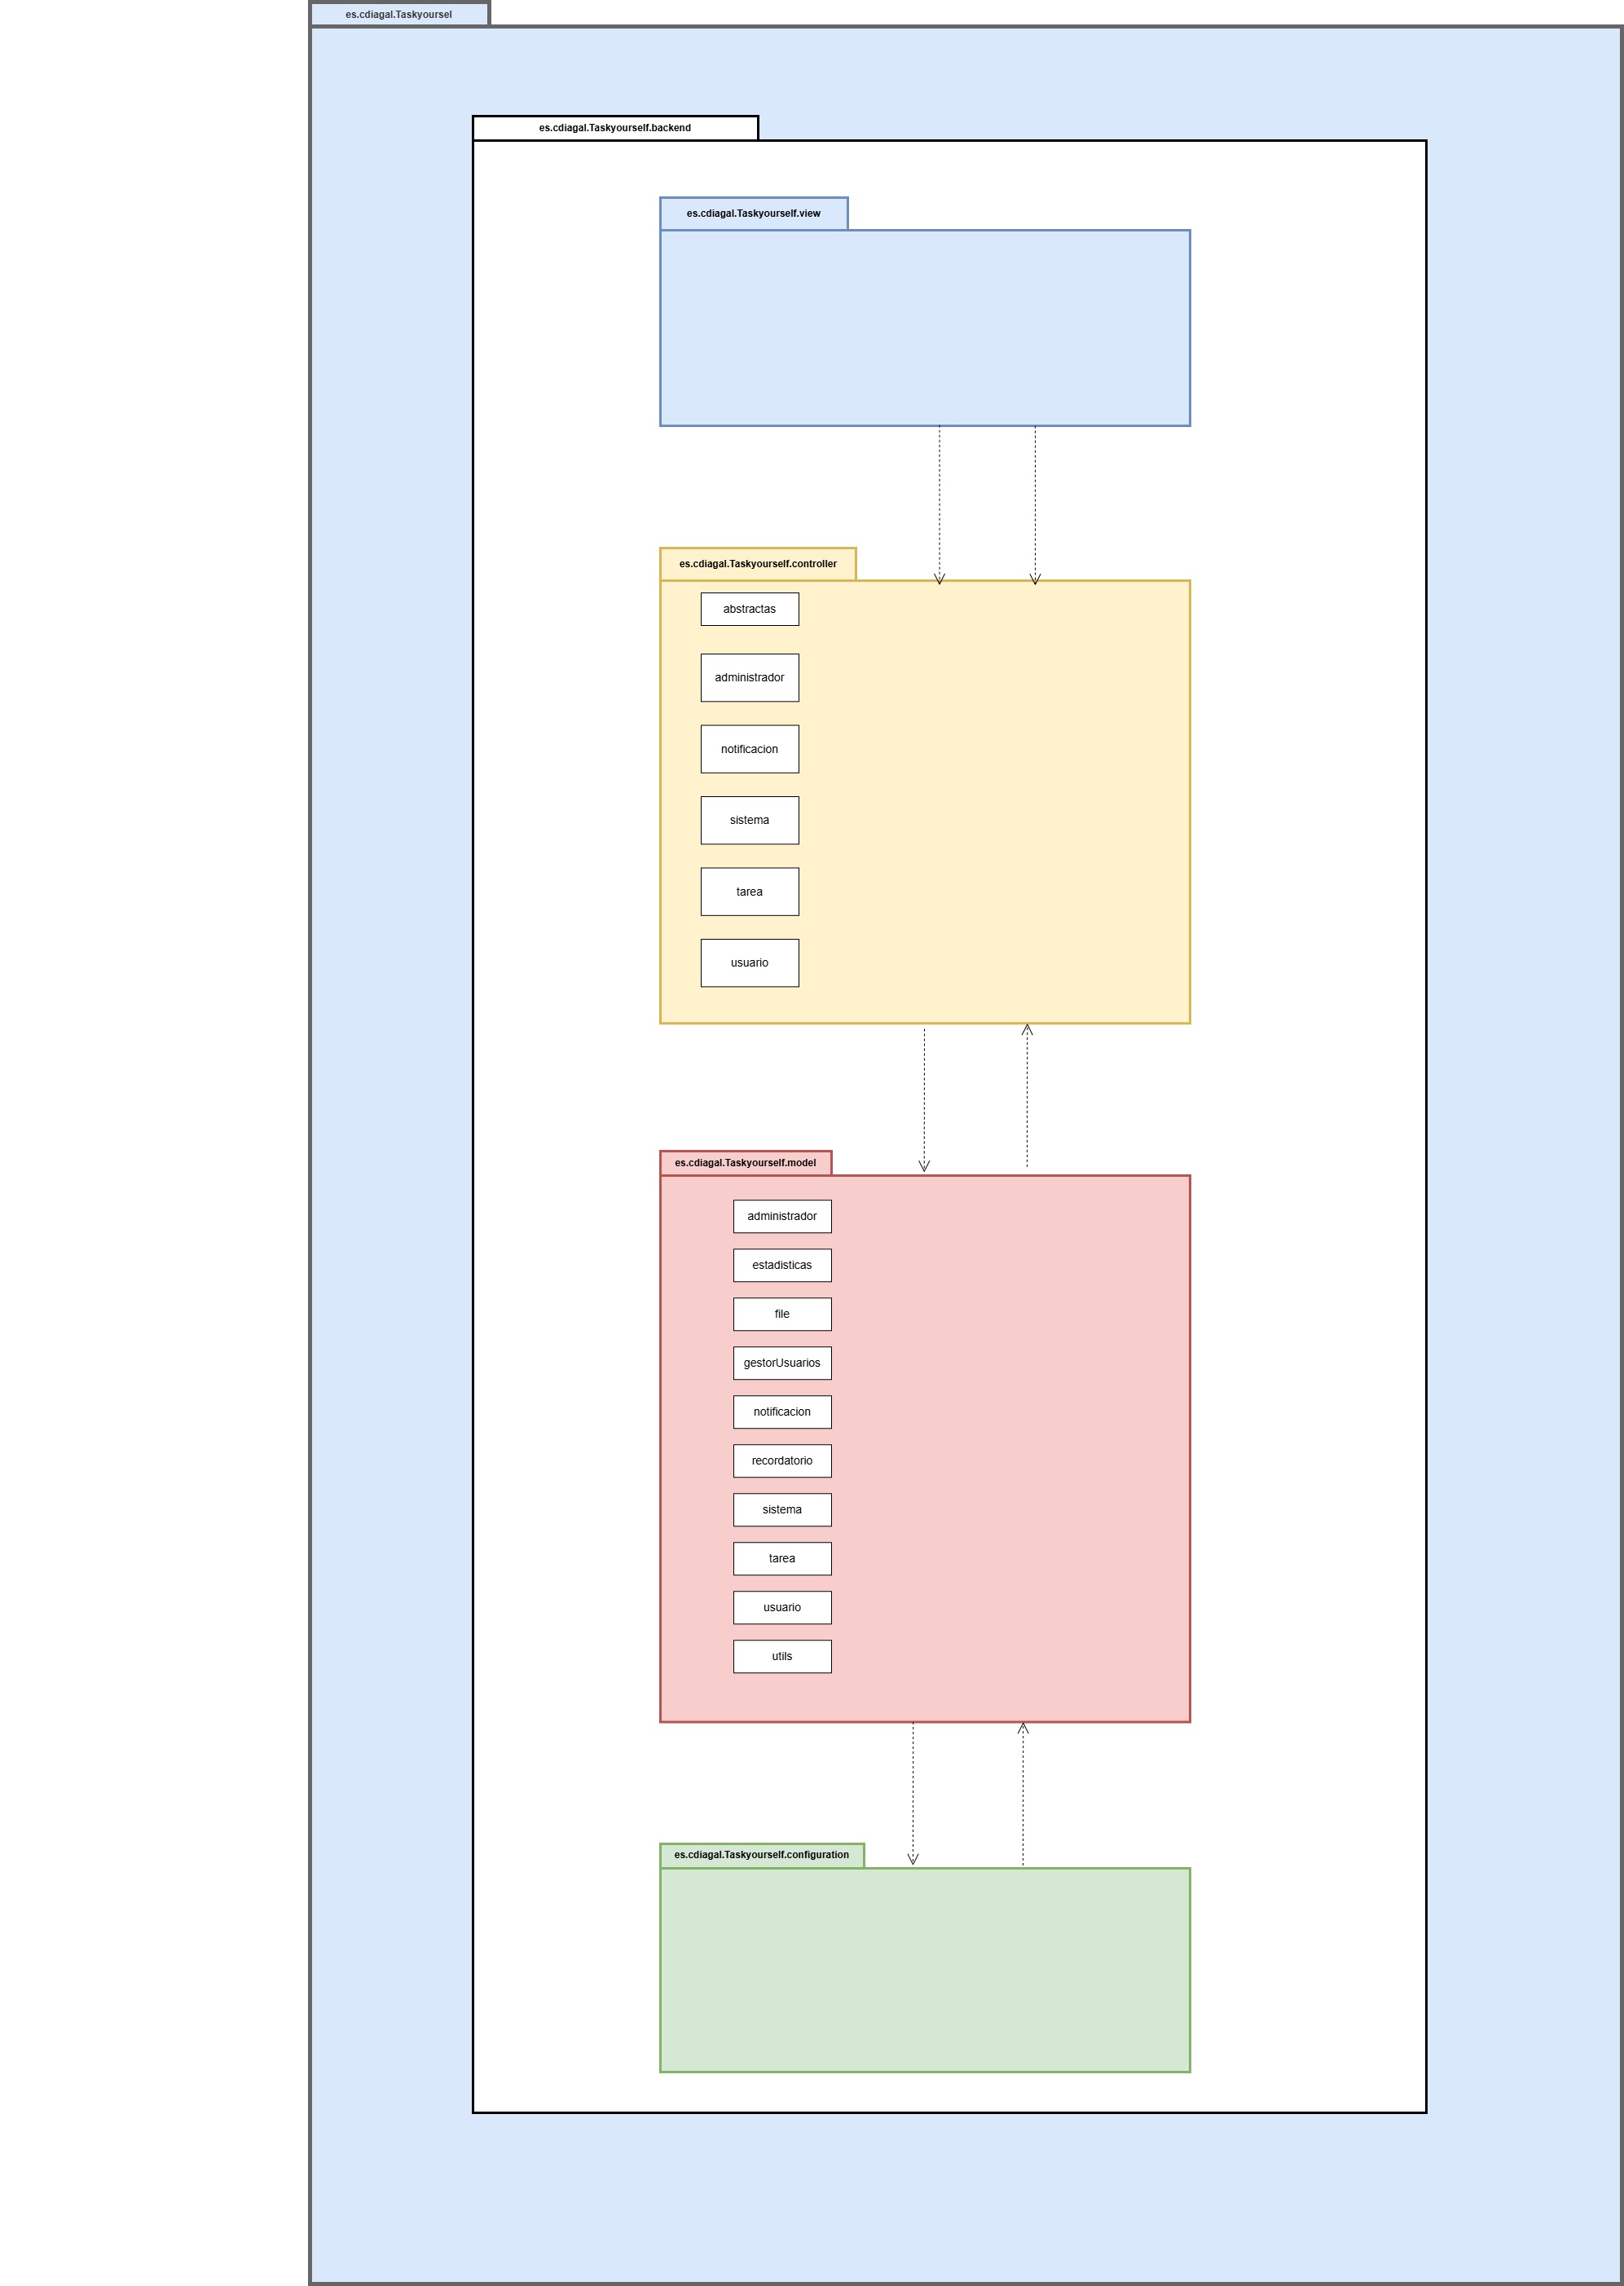 es.cdiagal.Taskyoursel
es.cdiagal.Taskyourself.backend
es.cdiagal.Taskyourself.view
es.cdiagal.Taskyourself.controller
abstractas
administrador
notificacion
sistema
tarea
usuario
es.cdiagal.Taskyourself.model
administrador
estadisticas
file
gestorUsuarios
notificacion
recordatorio
sistema
tarea
usuario
utils
es.cdiagal.Taskyourself.configuration